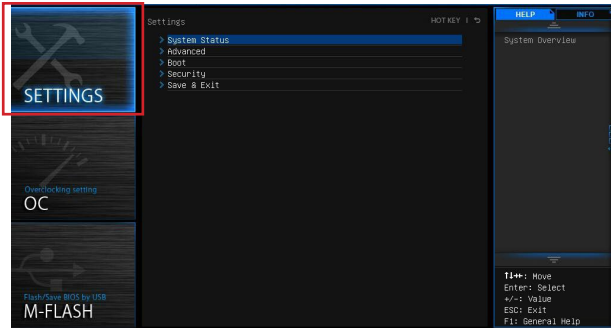 Settings
HOT KEY
HELP
INFO
System Status
Advanced
Boot
Security
Save & Exit
System Overview
SETTINGS
Overclocking setting
OC
Flash/Save BIOS by USB
M-FLASH
↑↓→←: Move
Enter: Select
+/-: Value
ESC: Exit
F1: General Help